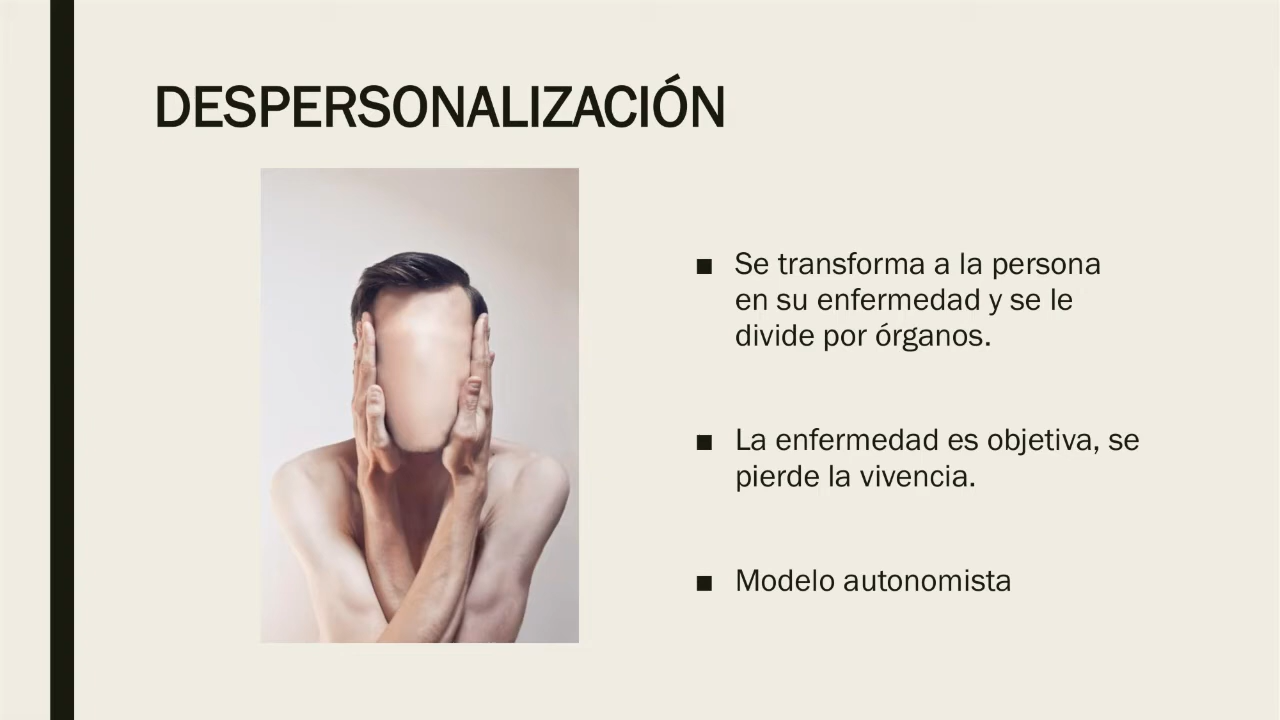 DESPERSONALIZACIÓN
■ Se transforma a la persona
en su enfermedad y se le
divide por órganos.
■ La enfermedad es objetiva, se
pierde la vivencia.
■ Modelo autonomista